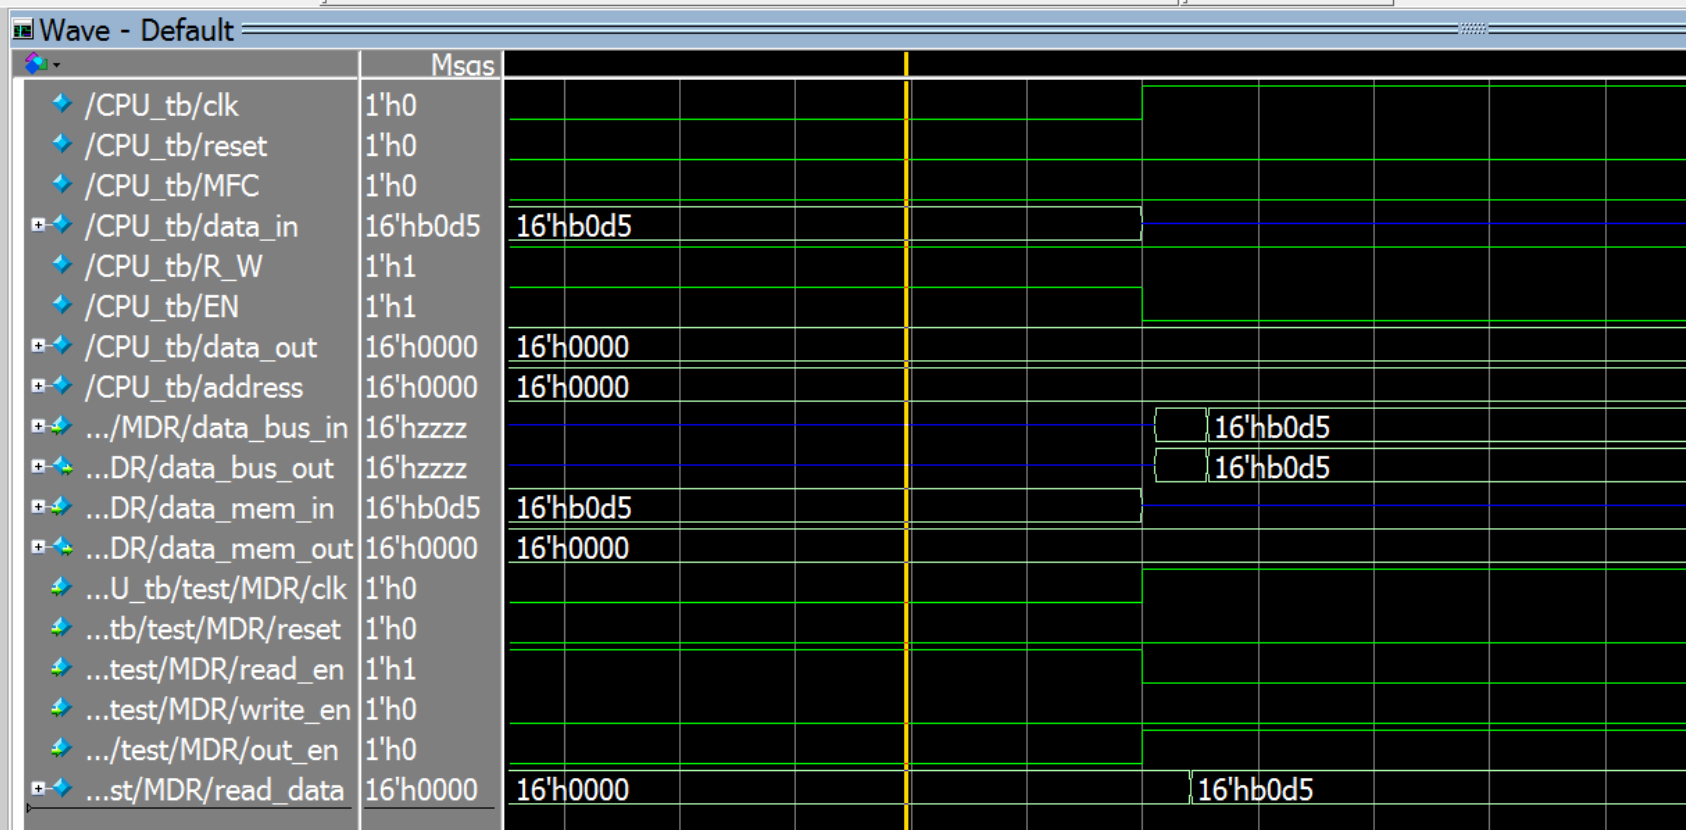 Wave - Default
Msgs
/CPU_tb/clk 1'h0
/CPU_tb/reset 1'h0
/CPU_tb/MFC 1'h0
/CPU_tb/data_in 16'hb0d5 16'hb0d5
/CPU_tb/R_W 1'h1
/CPU_tb/EN 1'h1
/CPU_tb/data_out 16'h0000 16'h0000
/CPU_tb/address 16'h0000 16'h0000
.../MDR/data_bus_in 16'hzzzz 16'hb0d5
...DR/data_bus_out 16'hzzzz 16'hb0d5
...DR/data_mem_in 16'hb0d5 16'hb0d5
...DR/data_mem_out 16'h0000 16'h0000
...U_tb/test/MDR/clk 1'h0
...tb/test/MDR/reset 1'h0
...test/MDR/read_en 1'h1
...test/MDR/write_en 1'h0
.../test/MDR/out_en 1'h0
...st/MDR/read_data 16'h0000 16'h0000 16'hb0d5